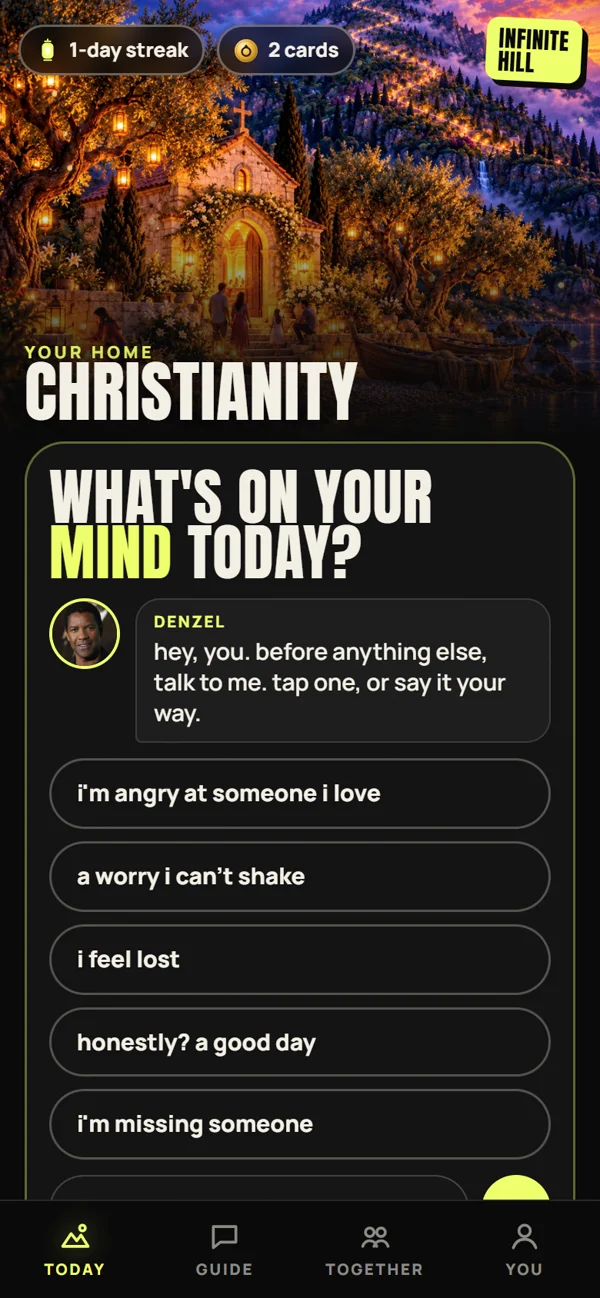 1-day streak
2 cards
INFINITE
HILL
YOUR HOME
CHRISTIANITY
WHAT'S ON YOUR
MIND TODAY?
DENZEL
hey, you. before anything else,
talk to me. tap one, or say it your
way.
i'm angry at someone i love
a worry i can't shake
i feel lost
honestly? a good day
i'm missing someone
TODAY
GUIDE
TOGETHER
YOU